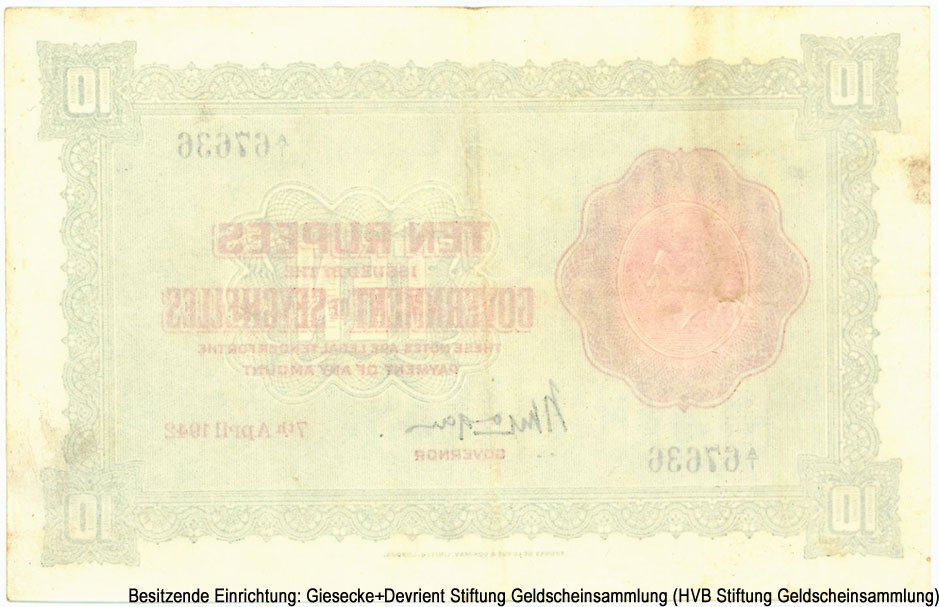 10 10
A/1 67636
TEN RUPEES
ISSUED BY THE
GOVERNMENT OF SEYCHELLES
THESE NOTES ARE LEGAL TENDER FOR THE
PAYMENT OF ANY AMOUNT
7th April 1942
GOVERNOR
A/1 67636
10 10
Besitzende Einrichtung: Giesecke+Devrient Stiftung Geldscheinsammlung (HVB Stiftung Geldscheinsammlung)